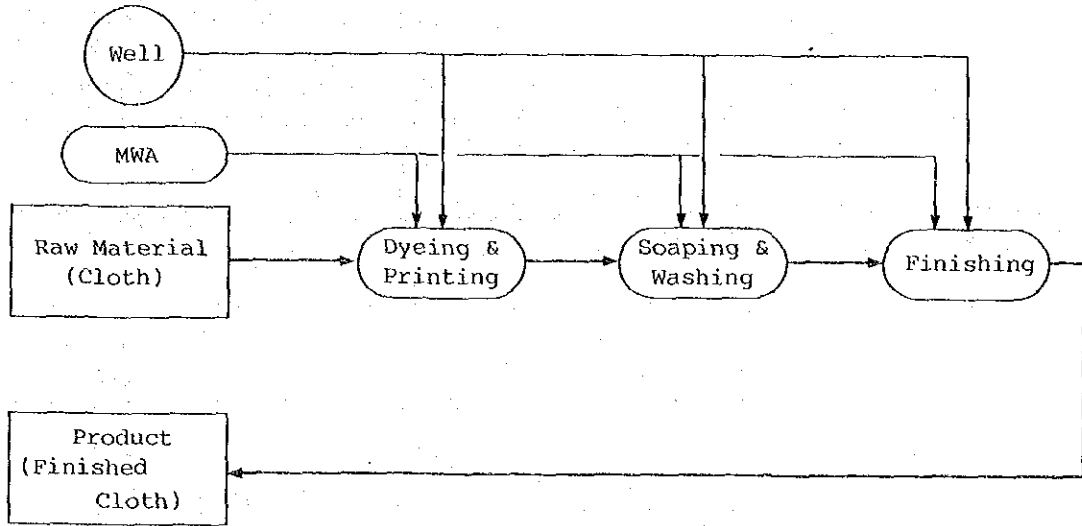 Well
MWA
Raw Material
(Cloth)
Dyeing &
Printing
Soaping &
Washing
Finishing
Product
(Finished
Cloth)